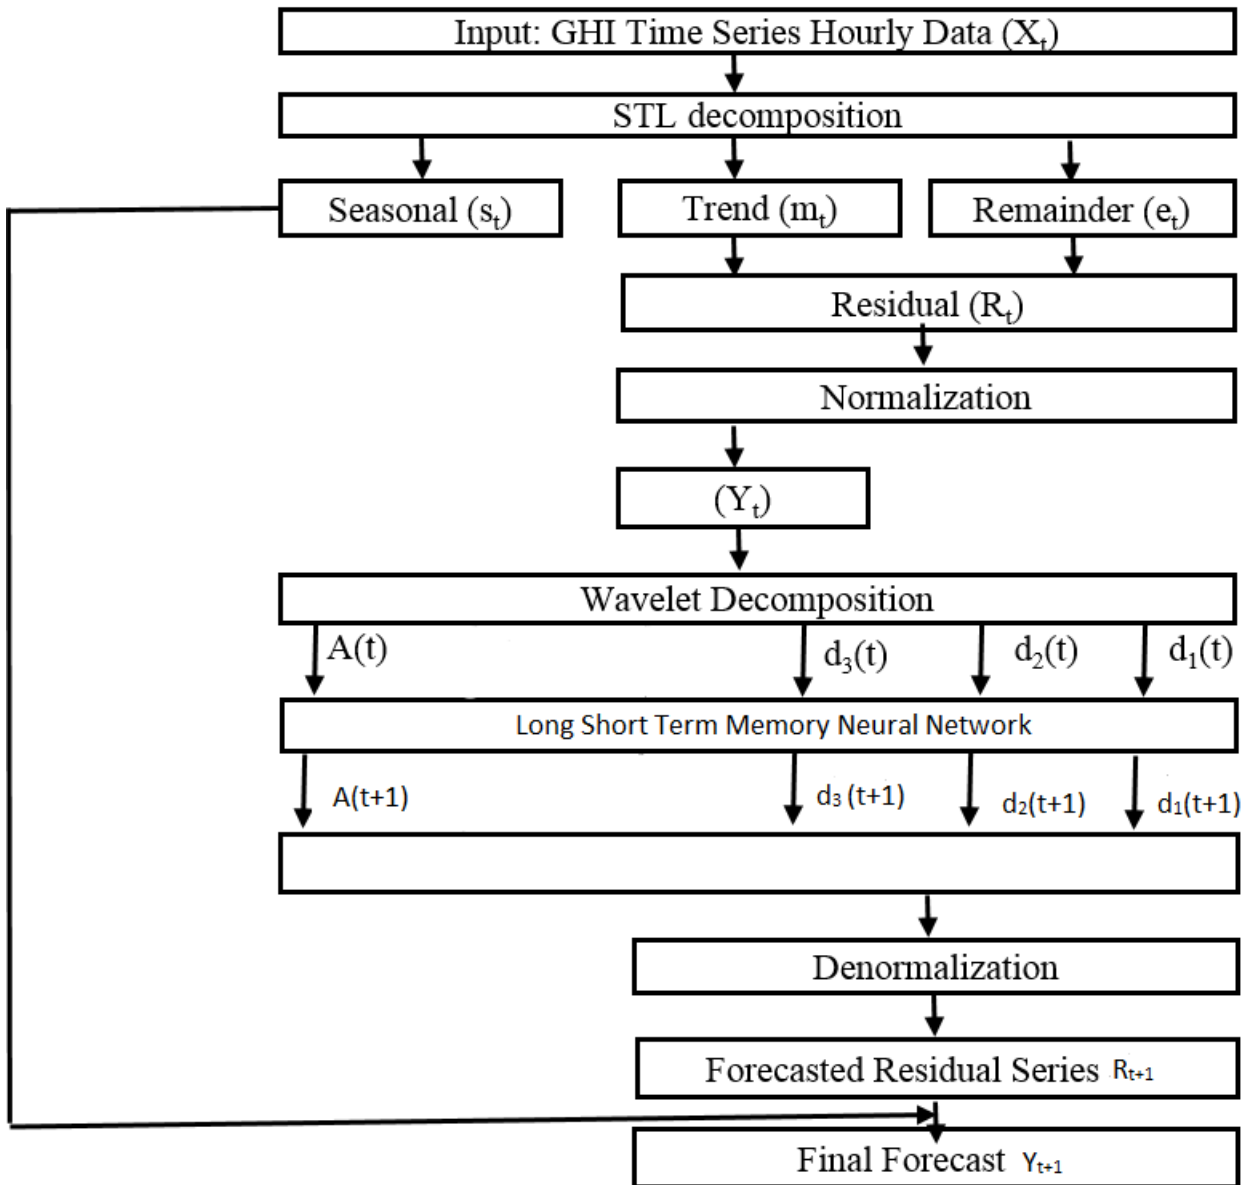 Input: GHI Time Series Hourly Data (Xₜ)
STL decomposition
Seasonal (sₜ)
Trend (mₜ)
Remainder (eₜ)
Residual (Rₜ)
Normalization
(Yₜ)
Wavelet Decomposition
A(t)
d₃(t)
d₂(t)
d₁(t)
Long Short Term Memory Neural Network
A(t+1)
d₃ (t+1)
d₂(t+1)
d₁(t+1)
Denormalization
Forecasted Residual Series Rₜ₊₁
Final Forecast Yₜ₊₁